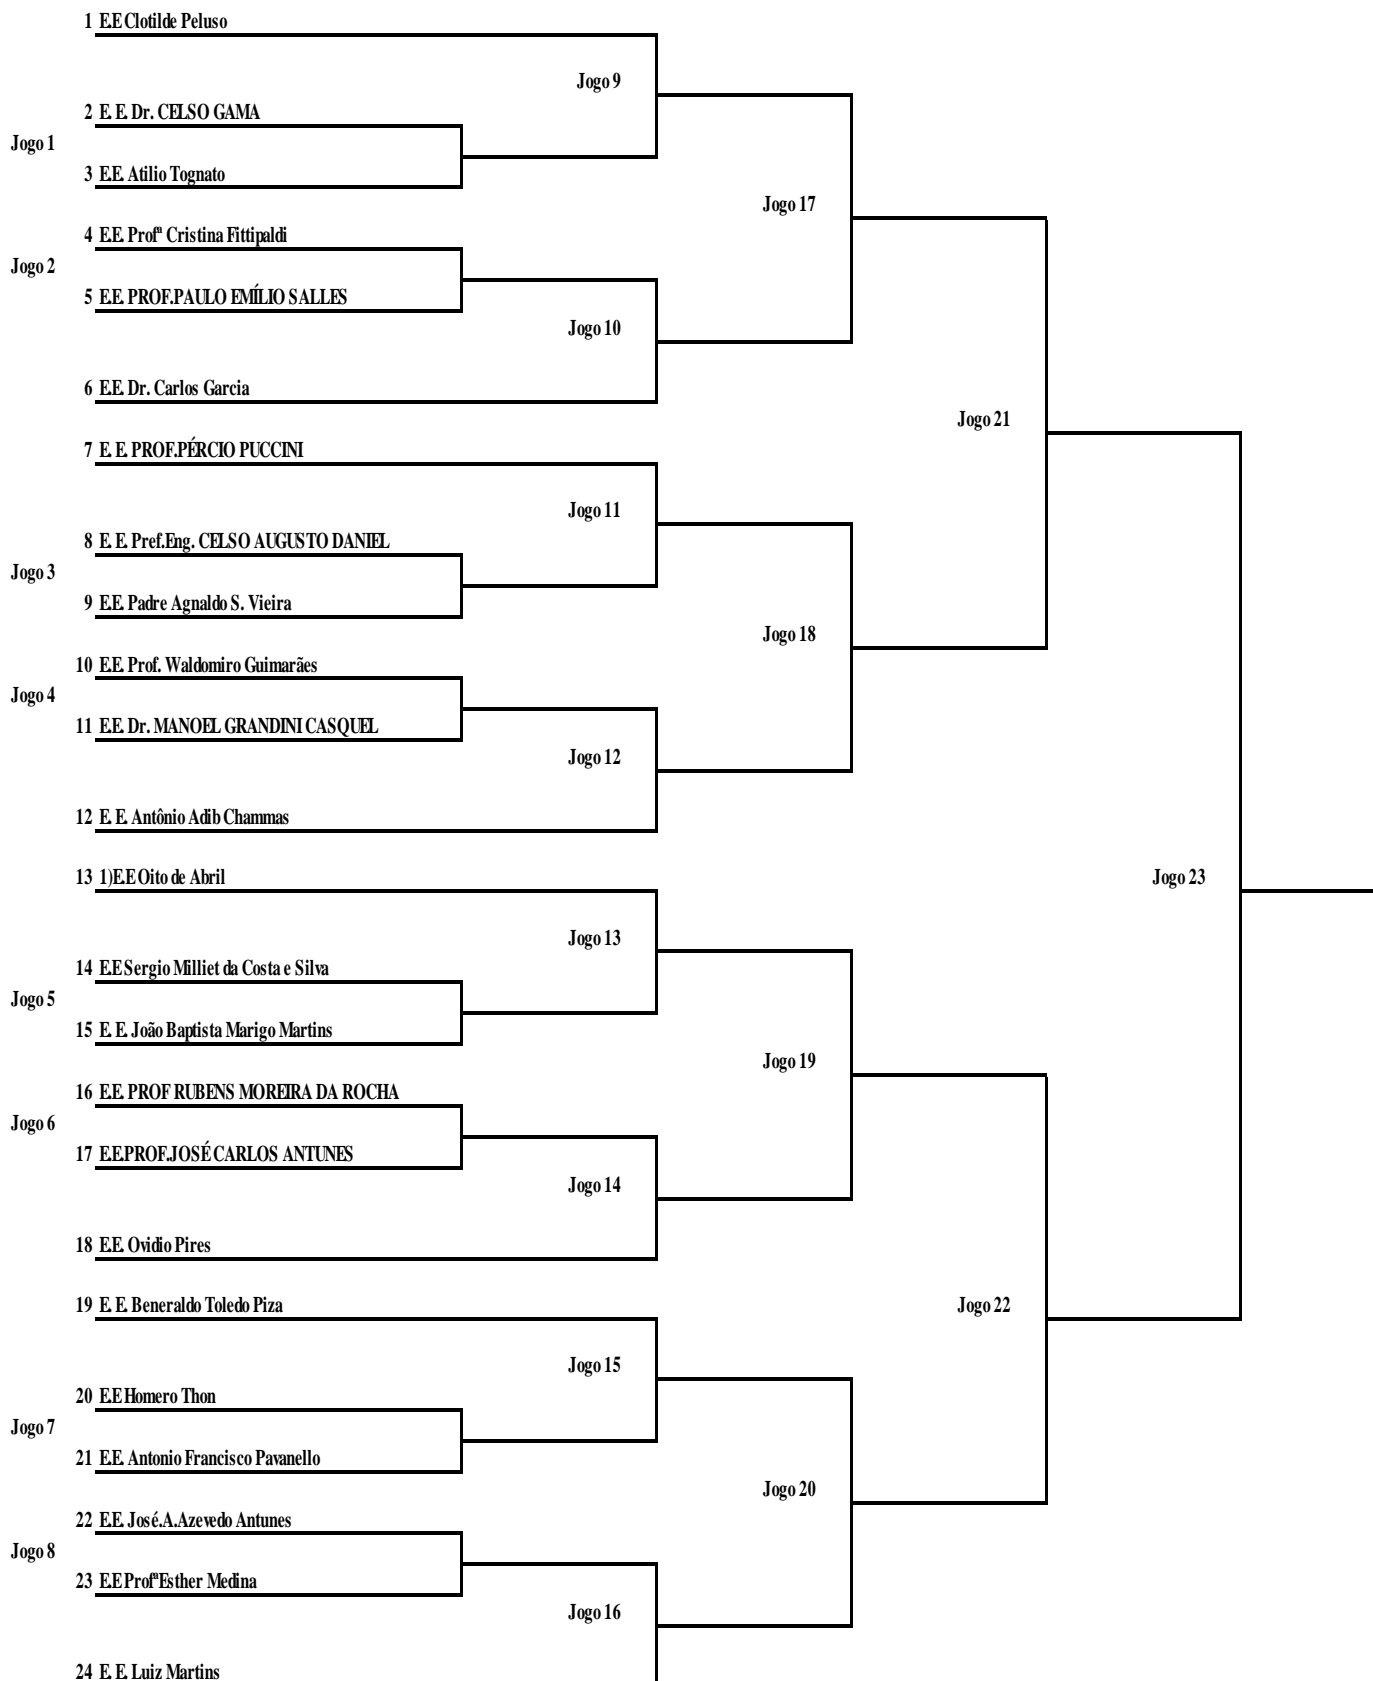 1 E.E Clotilde Peluso
Jogo 9
2 E. E. Dr. CELSO GAMA
Jogo 1
3 E.E. Atilio Tognato
Jogo 17
4 E.E. Profª Cristina Fittipaldi
Jogo 2
5 E.E. PROF.PAULO EMÍLIO SALLES
Jogo 10
6 E.E. Dr. Carlos Garcia
Jogo 21
7 E. E. PROF.PÉRCIO PUCCINI
Jogo 11
8 E. E. Pref.Eng. CELSO AUGUSTO DANIEL
Jogo 3
9 E.E. Padre Agnaldo S. Vieira
Jogo 18
10 E.E. Prof. Waldomiro Guimarães
Jogo 4
11 E.E. Dr. MANOEL GRANDINI CASQUEL
Jogo 12
12 E. E. Antônio Adib Chammas
13 1)E.E Oito de Abril
Jogo 23
Jogo 13
14 E.E Sergio Milliet da Costa e Silva
Jogo 5
15 E. E. João Baptista Marigo Martins
Jogo 19
16 E.E. PROF RUBENS MOREIRA DA ROCHA
Jogo 6
17 E.E.PROF.JOSÉ CARLOS ANTUNES
Jogo 14
18 E.E. Ovidio Pires
19 E. E. Beneraldo Toledo Piza
Jogo 22
Jogo 15
20 E.E Homero Thon
Jogo 7
21 E.E. Antonio Francisco Pavanello
Jogo 20
22 E.E. José.A.Azevedo Antunes
Jogo 8
23 E.E ProfªEsther Medina
Jogo 16
24 E. E. Luiz Martins